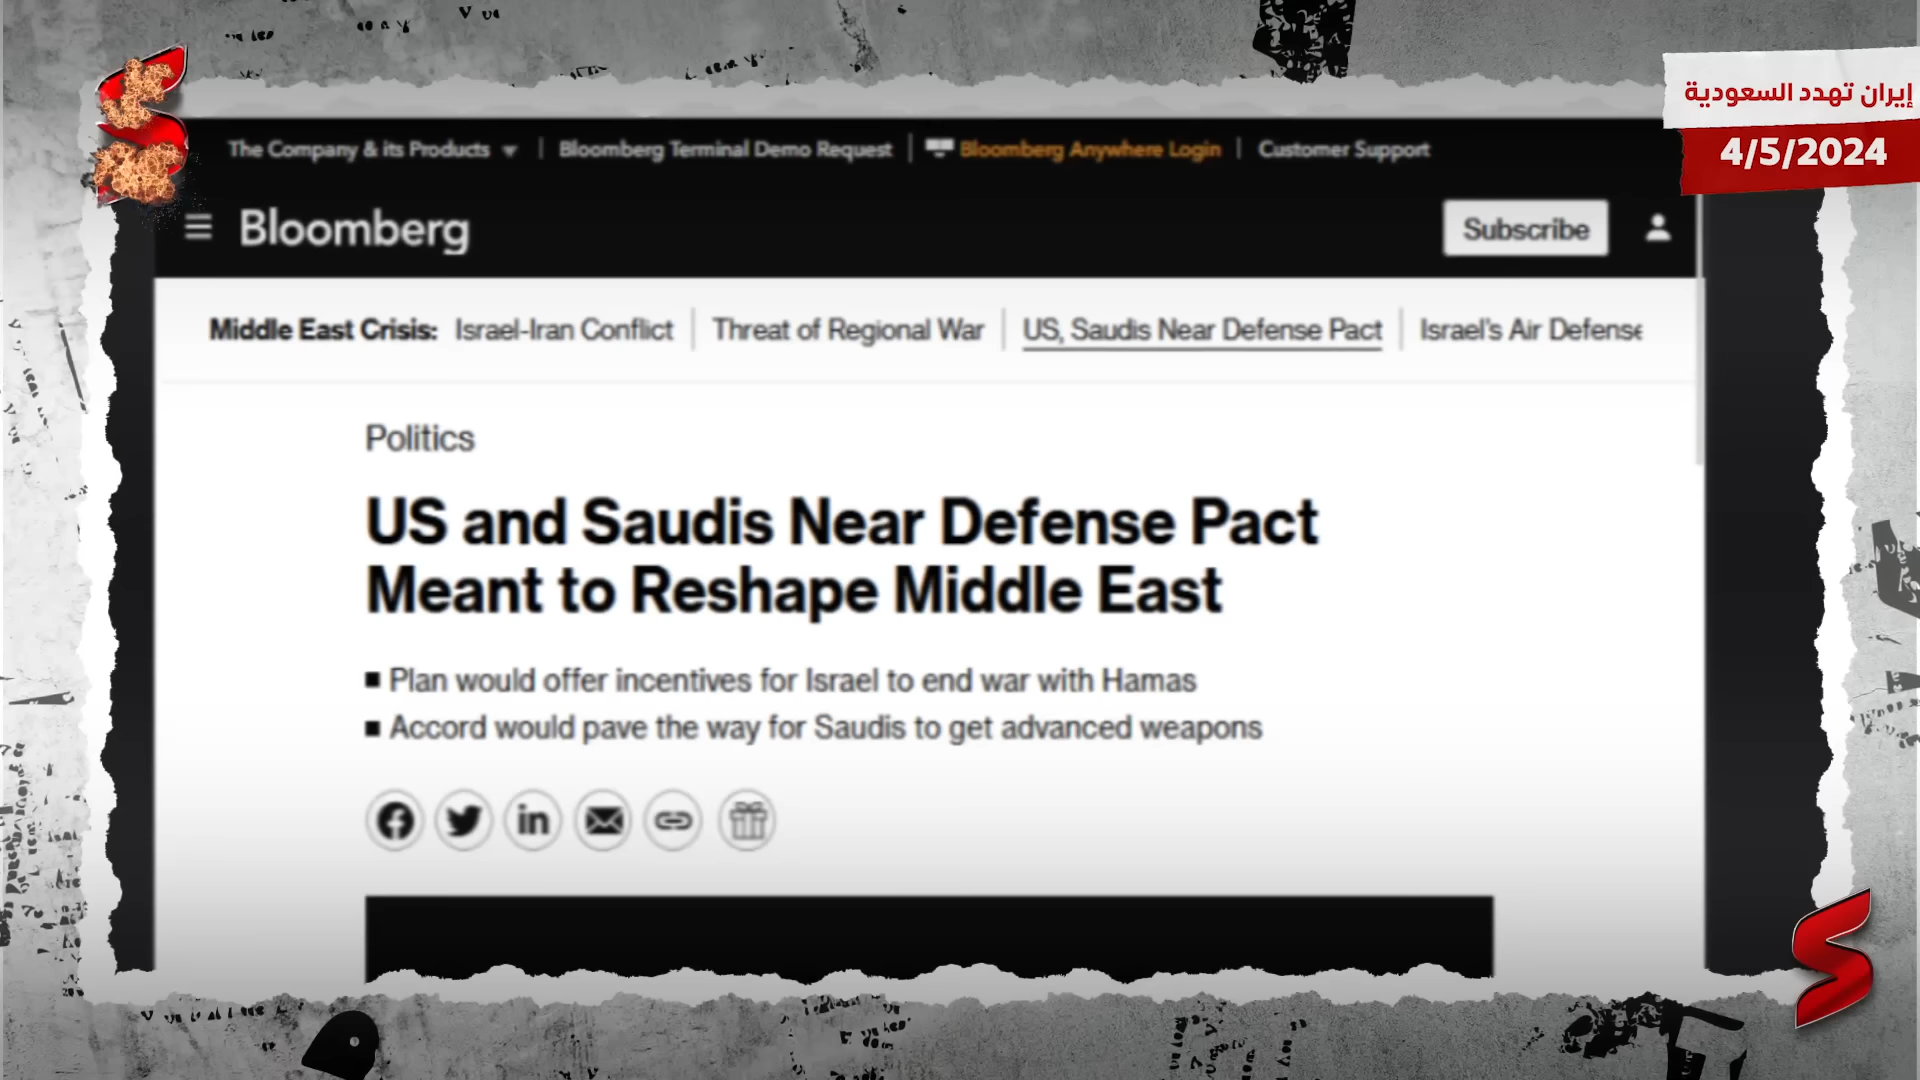 إيران تهدد السعودية
4/5/2024
The Company & its Products
Bloomberg Terminal Demo Request
Bloomberg Anywhere Login
Customer Support
Bloomberg
Subscribe
Middle East Crisis: Israel-Iran Conflict
Threat of Regional War
US, Saudis Near Defense Pact
Israel's Air Defense
Politics
US and Saudis Near Defense Pact
Meant to Reshape Middle East
Plan would offer incentives for Israel to end war with Hamas
Accord would pave the way for Saudis to get advanced weapons